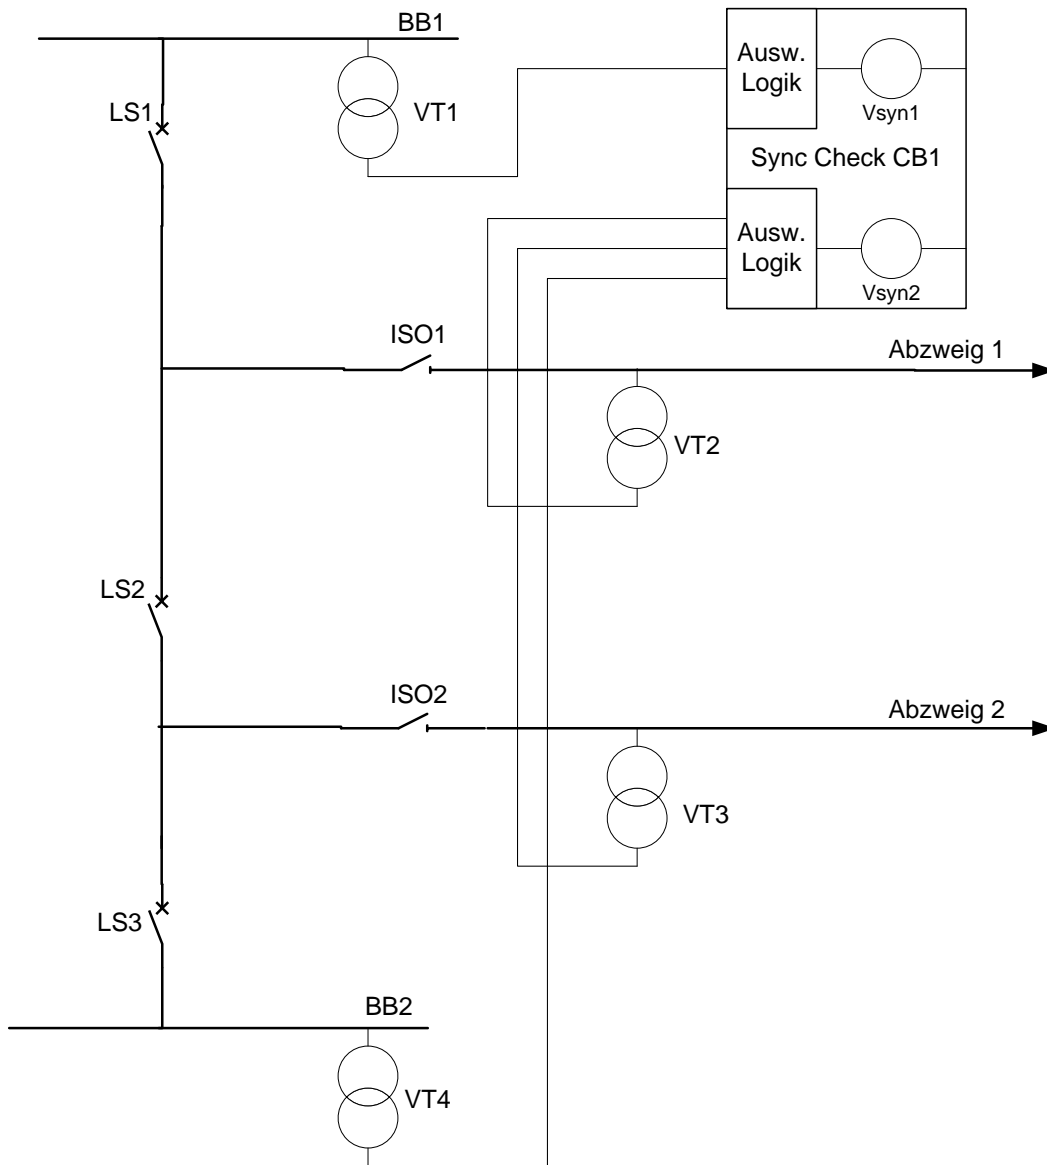 BB1
LS1
VT1
Ausw.
Logik
Vsyn1
Sync Check CB1
Ausw.
Logik
Vsyn2
ISO1
Abzweig 1
VT2
LS2
ISO2
Abzweig 2
VT3
LS3
BB2
VT4